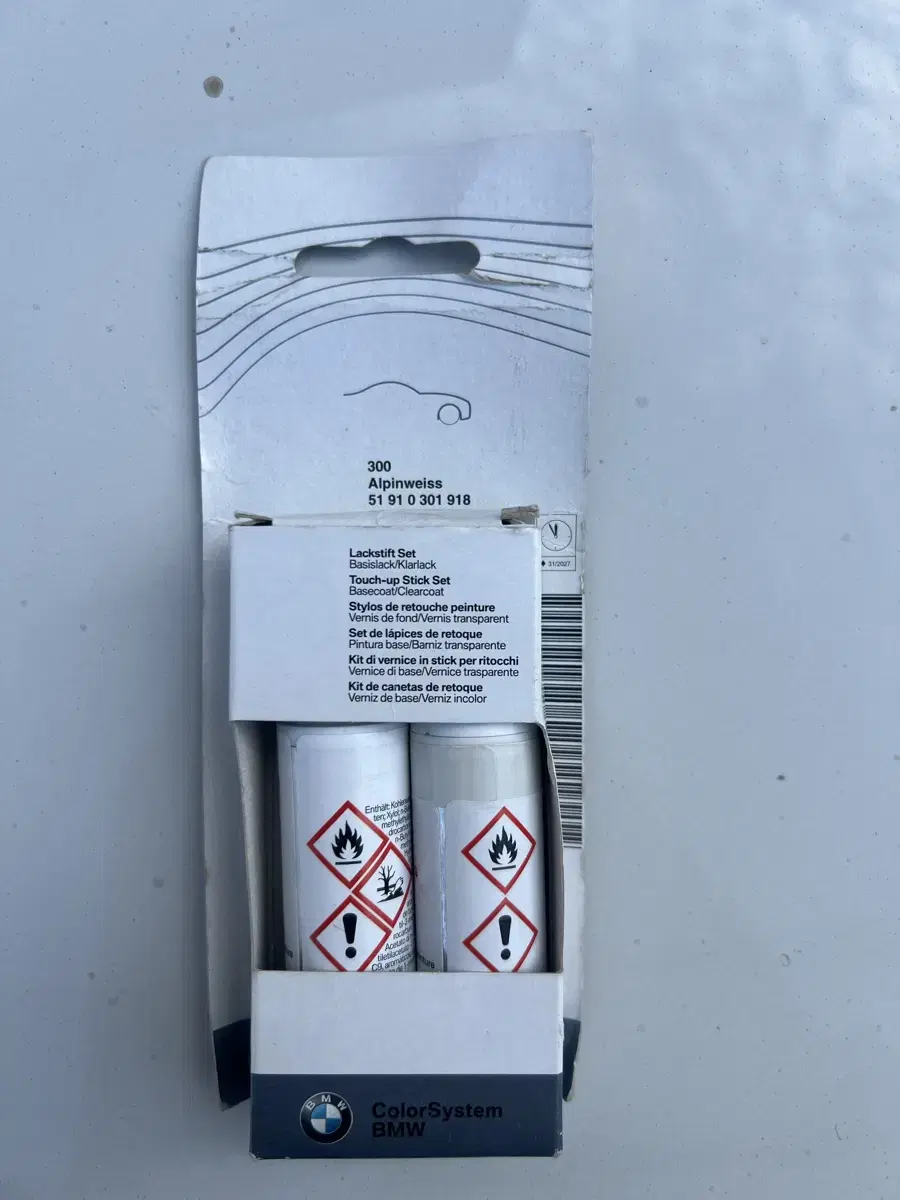 300
Alpinweiss
51 91 0 301 918
31/2027
Lackstift Set
Basislack/Klarlack
Touch-up Stick Set
Basecoat/Clearcoat
Stylos de retouche peinture
Vernis de fond/Vernis transparent
Set de lápices de retoque
Pintura base/Barniz transparente
Kit di vernice in stick per ritocchi
Vernice di base/Vernice trasparente
Kit de canetas de retoque
Verniz de base/Verniz incolor
Enthält:
Xylol;
Acetato
C9,
BMW
ColorSystem
BMW